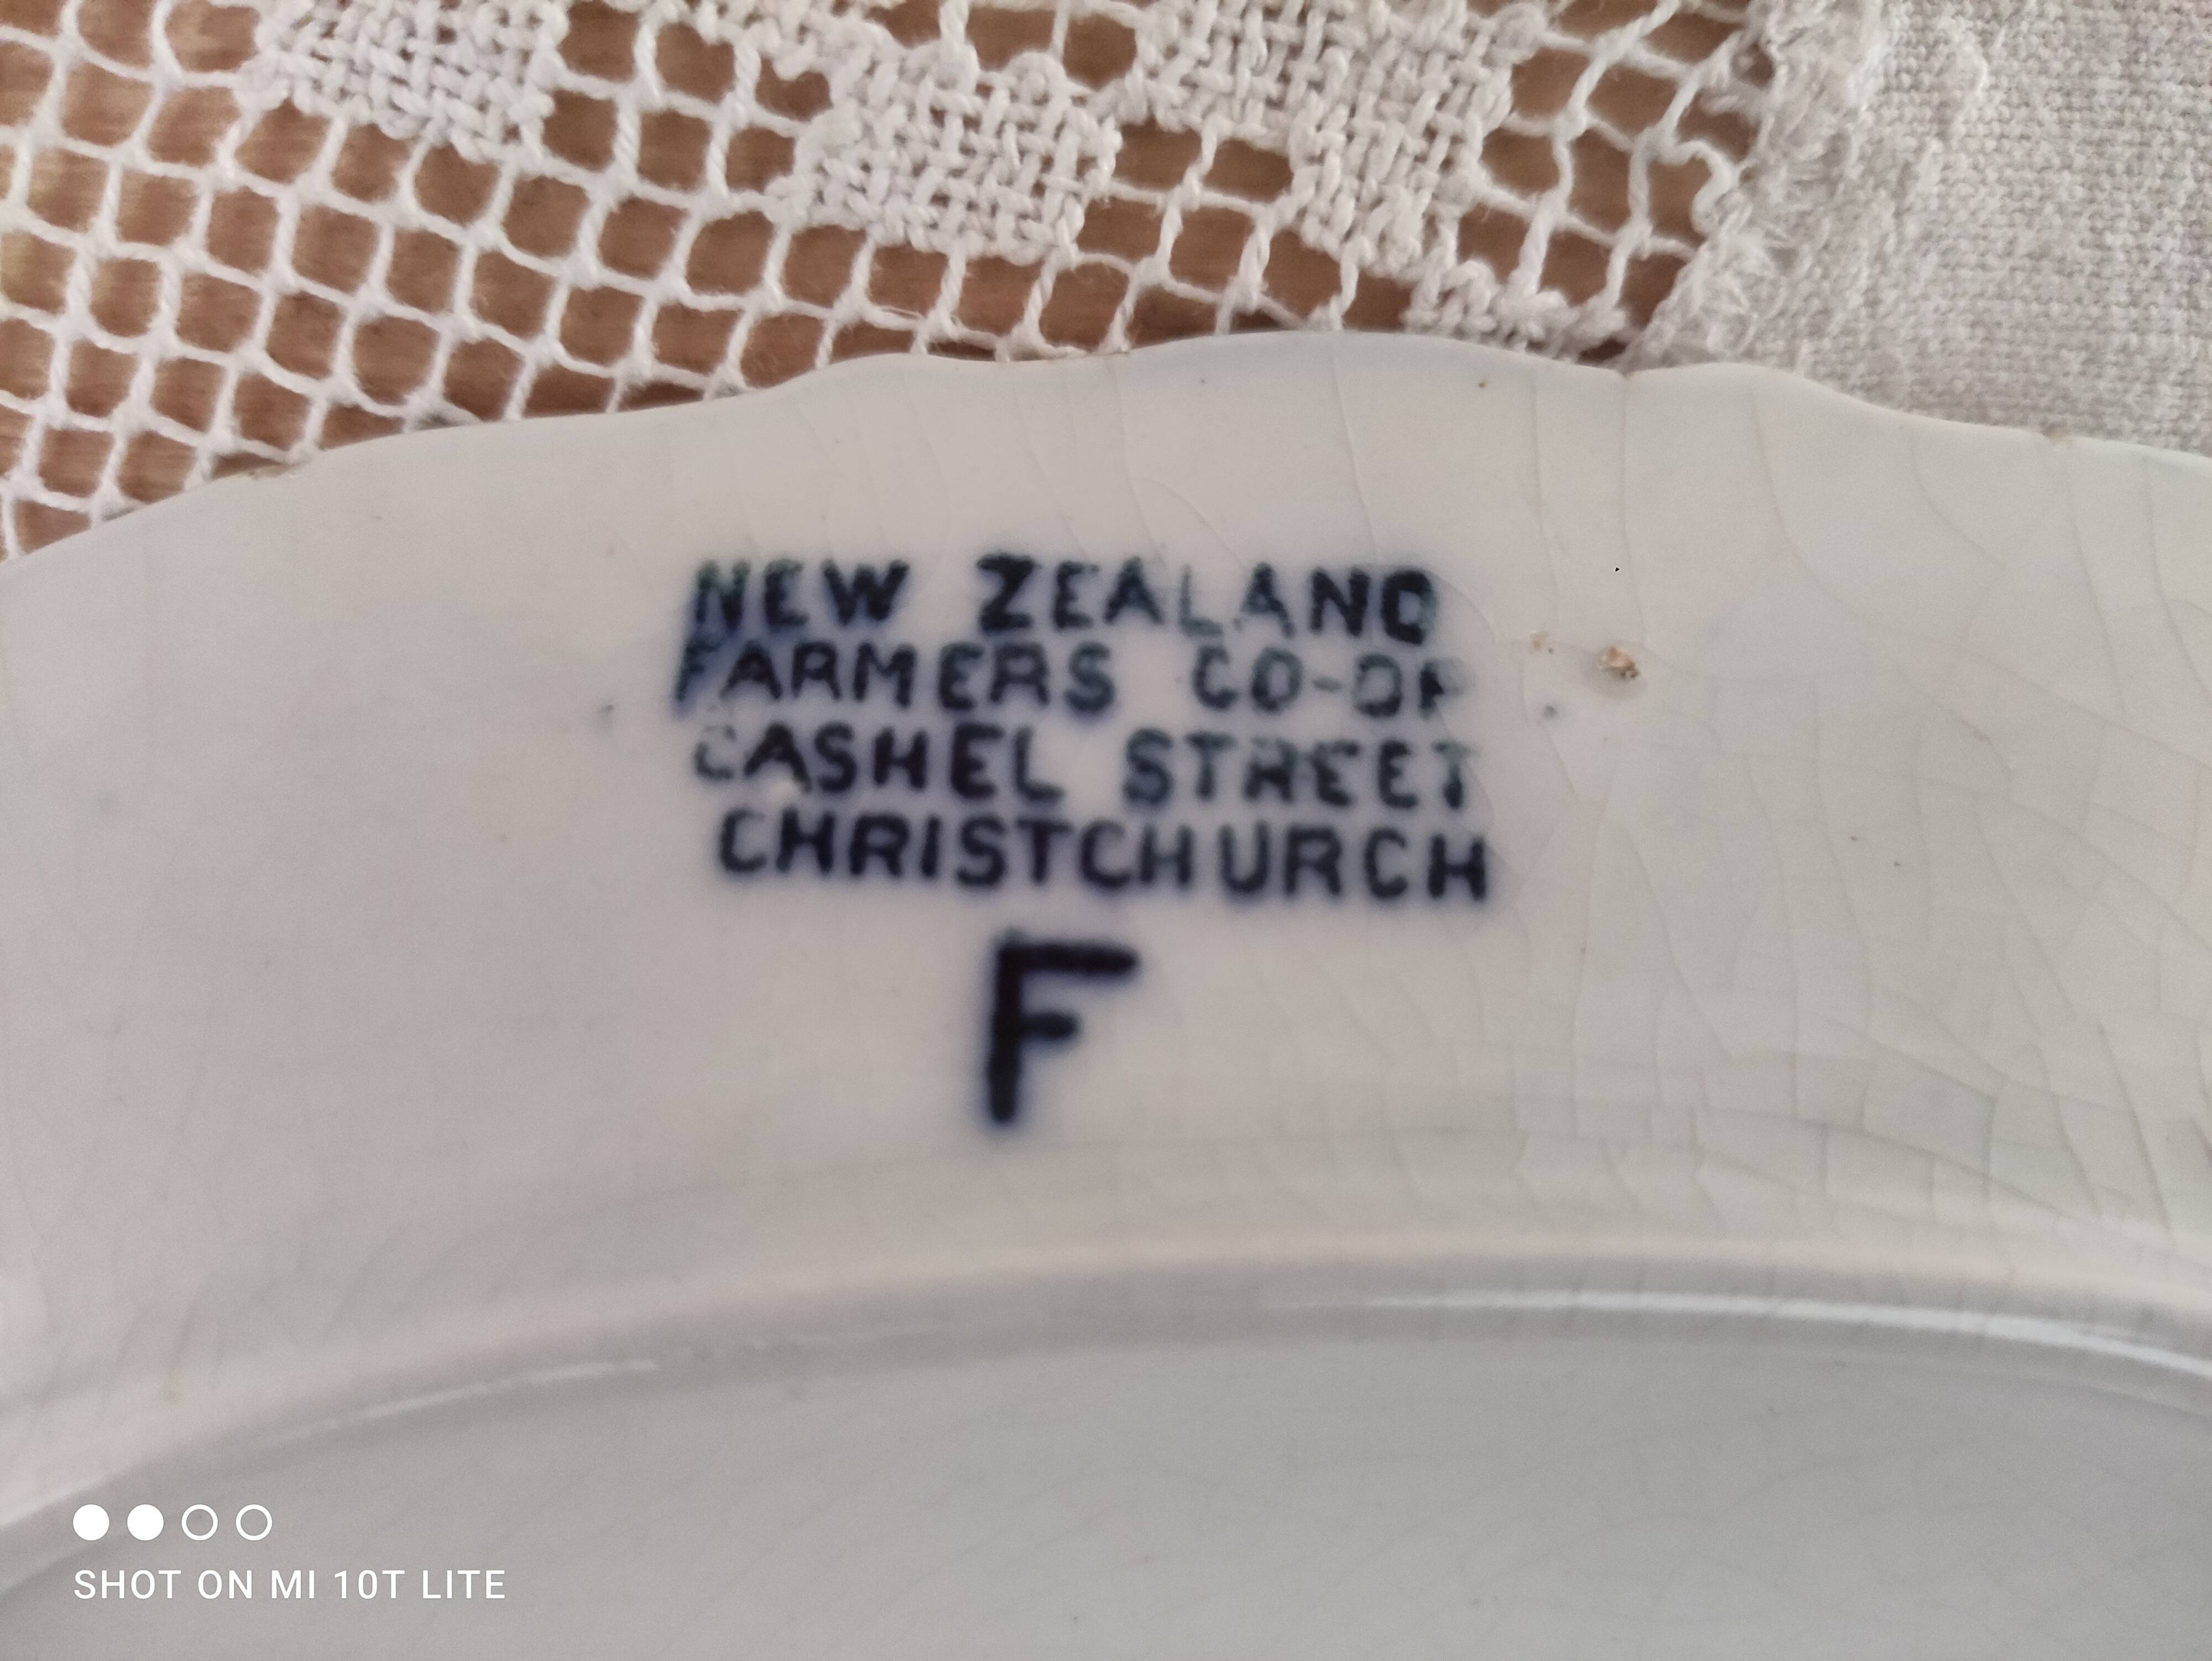 NEW ZEALAND
FARMERS CO-OP
CASHEL STREET
CHRISTCHURCH
F
SHOT ON MI 10T LITE